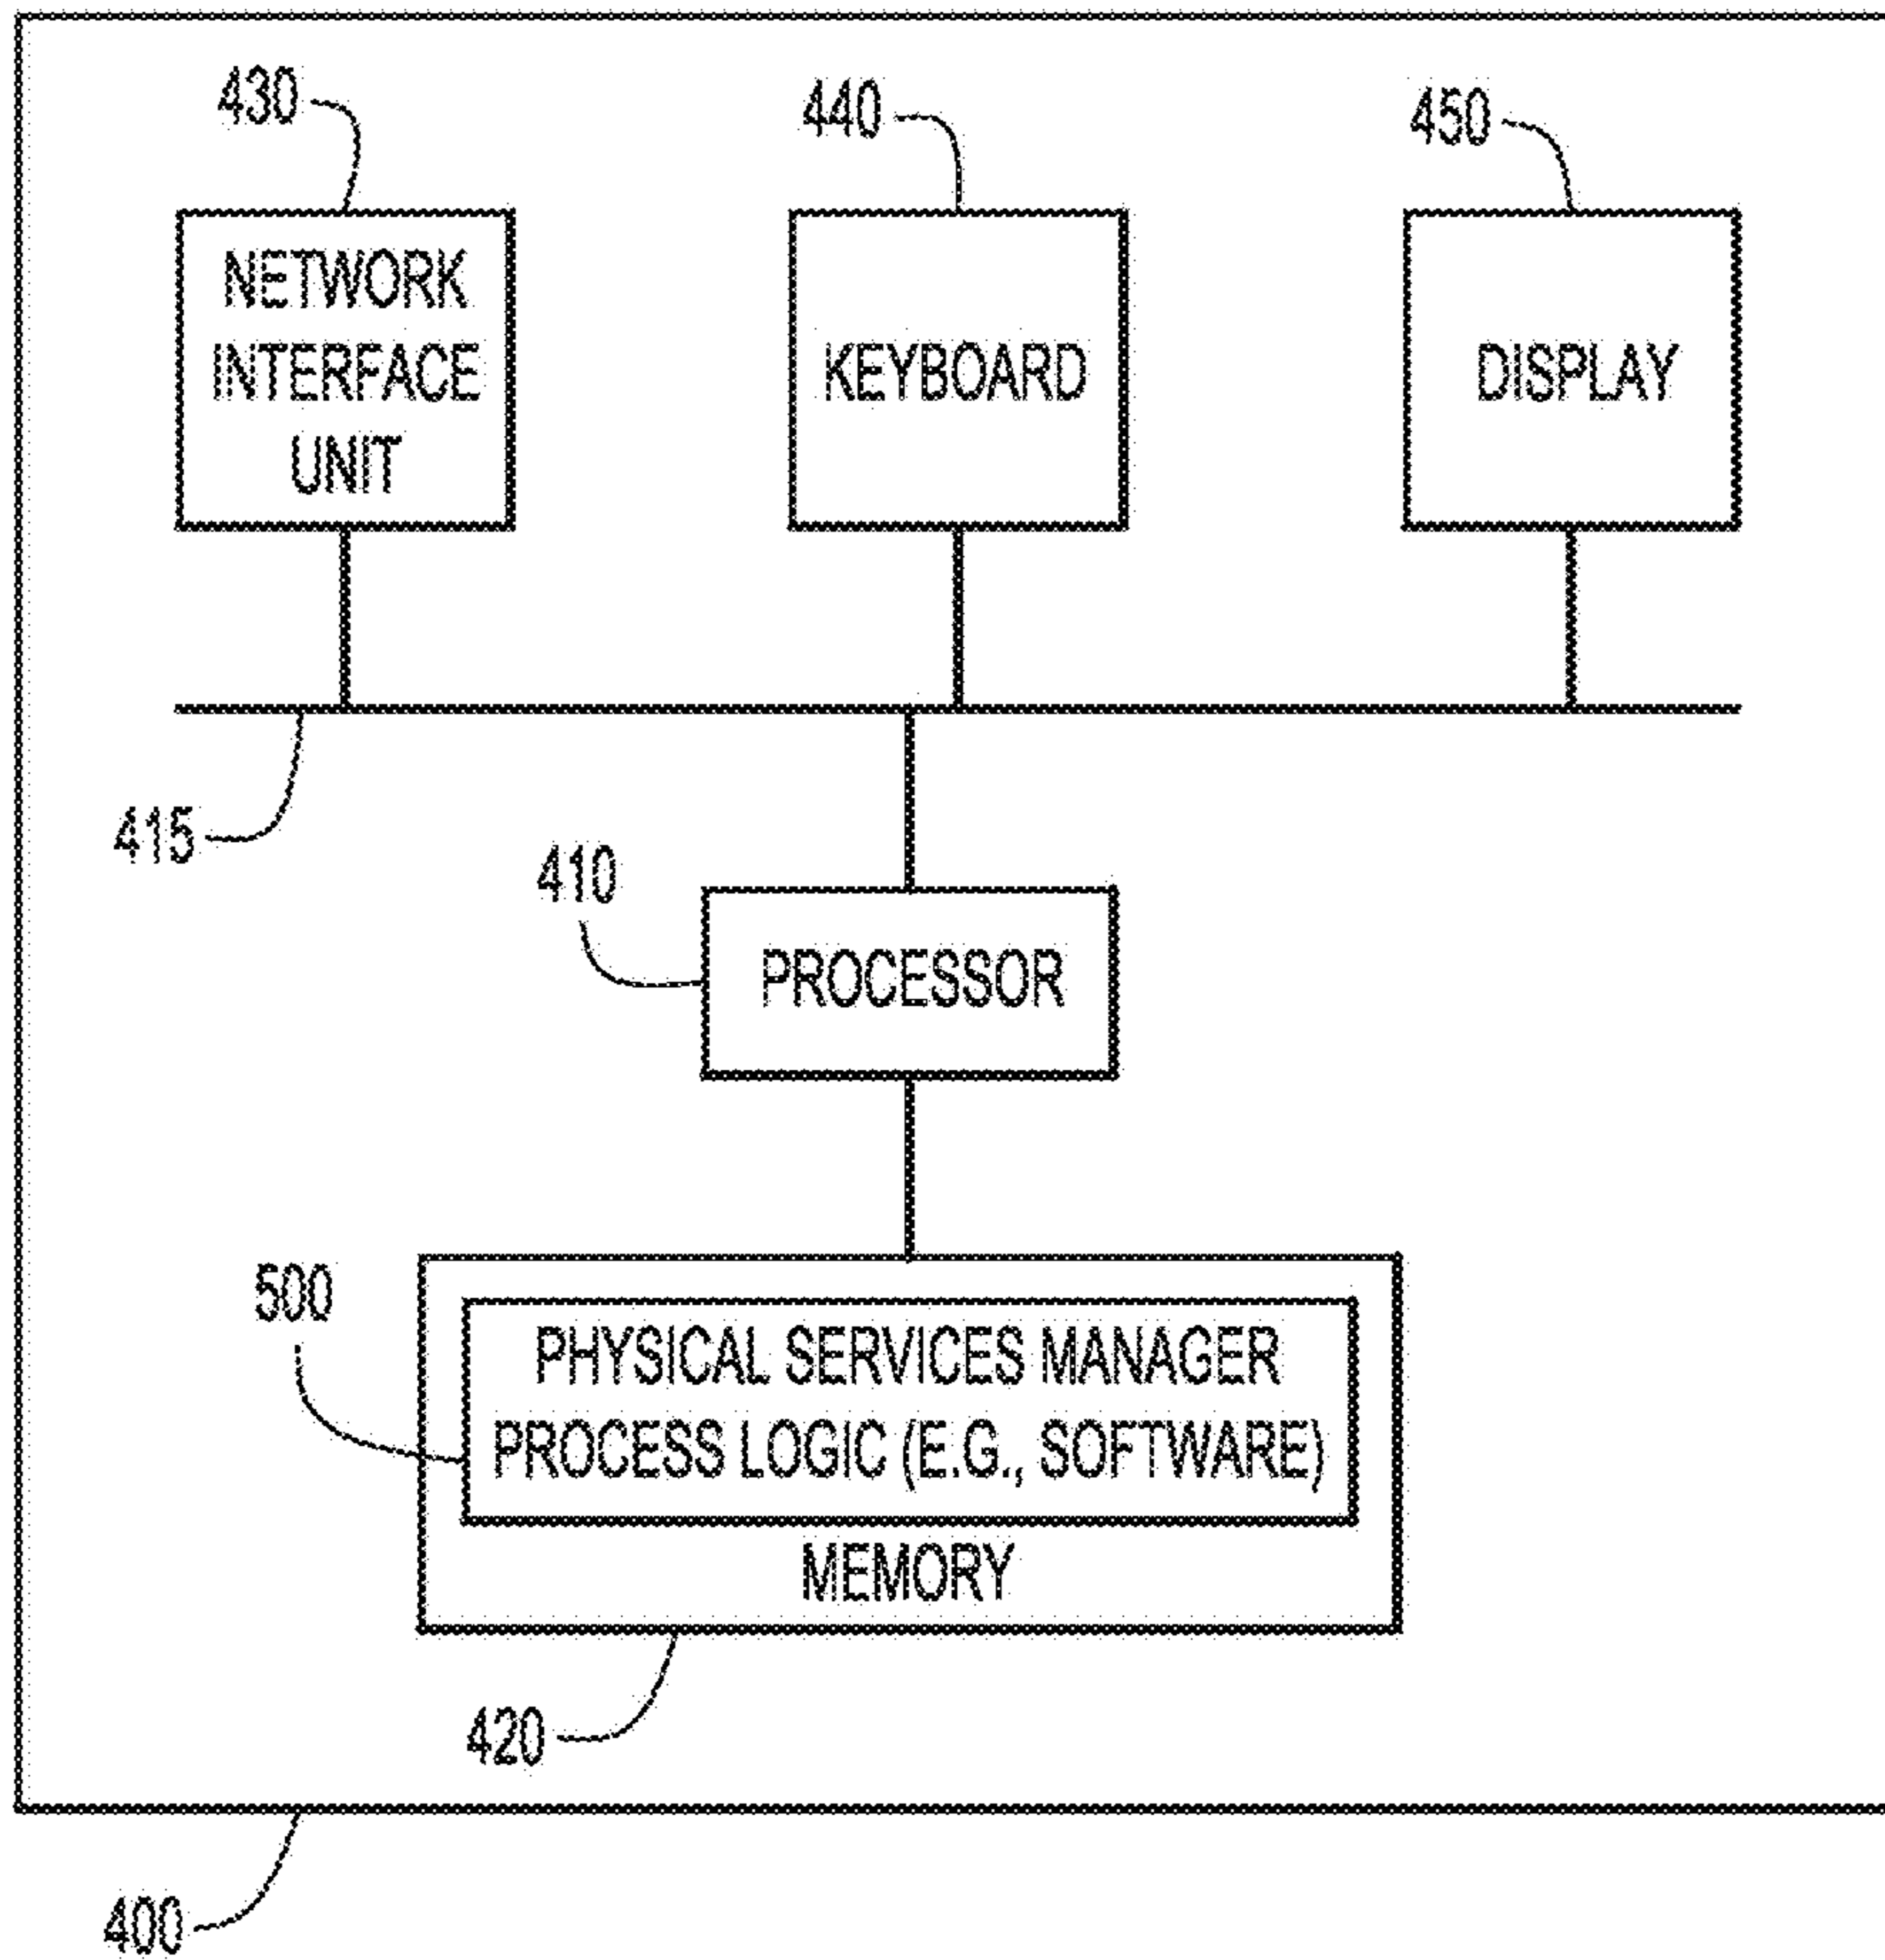 430
440
450
NETWORK
INTERFACE
UNIT
KEYBOARD
DISPLAY
415
410
PROCESSOR
500
PHYSICAL SERVICES MANAGER
PROCESS LOGIC (E.G., SOFTWARE)
MEMORY
420
400